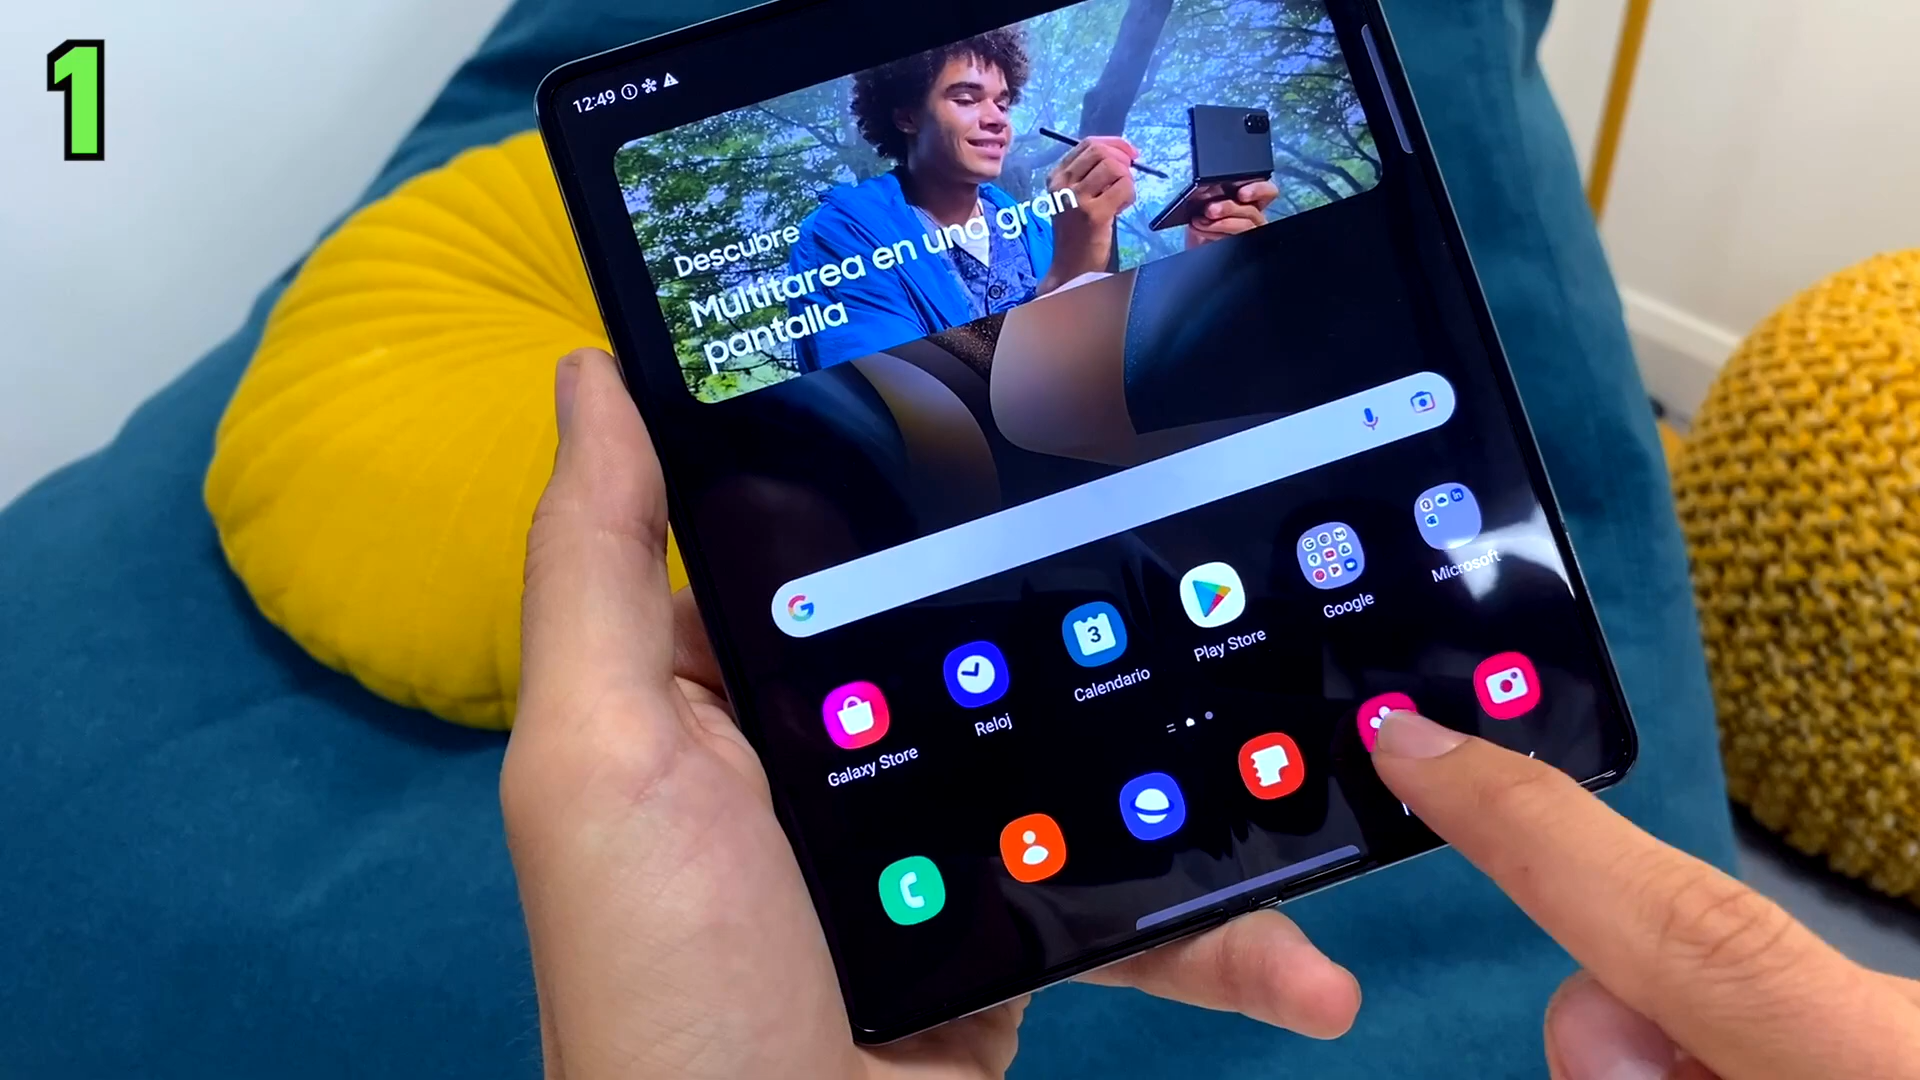 1
12:49
Descubre
Multitarea en una gran
pantalla
G
Microsoft
Google
Play Store
3
Calendario
Reloj
Galaxy Store